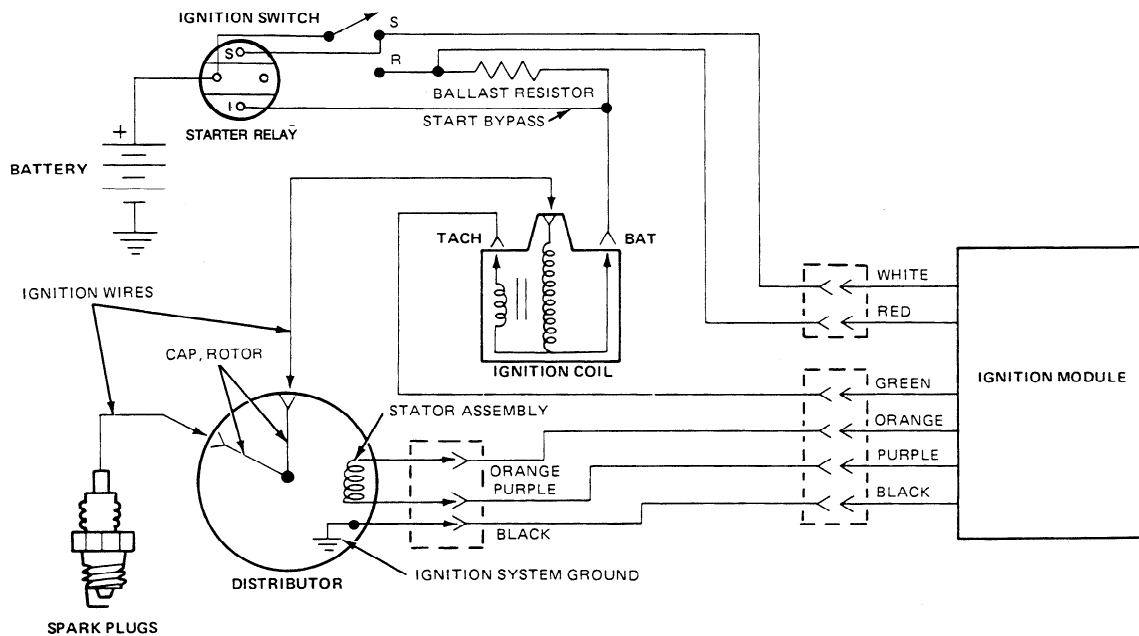 IGNITION SWITCH
S
S
R
BALLAST RESISTOR
I
START BYPASS
STARTER RELAY
+
BATTERY
TACH
BAT
IGNITION WIRES
WHITE
RED
CAP, ROTOR
IGNITION COIL
IGNITION MODULE
GREEN
STATOR ASSEMBLY
ORANGE
ORANGE
PURPLE
PURPLE
BLACK
BLACK
IGNITION SYSTEM GROUND
DISTRIBUTOR
SPARK PLUGS